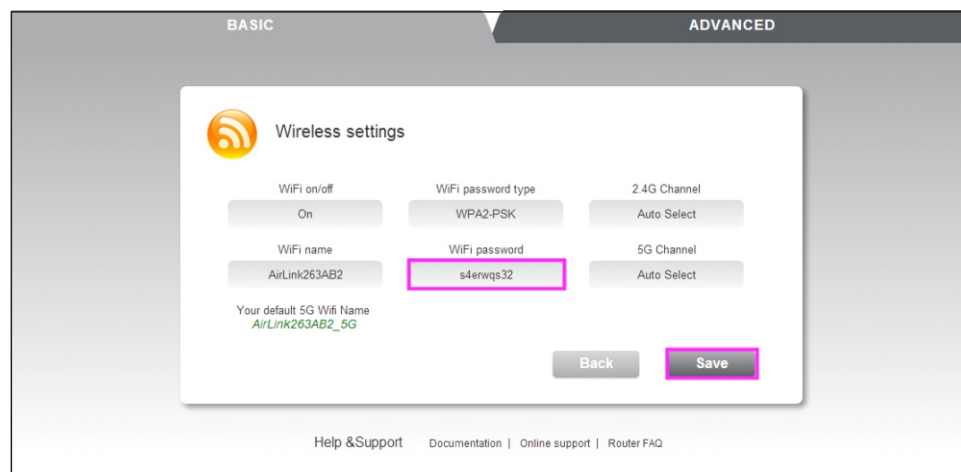 BASIC ADVANCED
Wireless settings
WiFi on/off WiFi password type 2.4G Channel
On WPA2-PSK Auto Select
WiFi name WiFi password 5G Channel
AirLink263AB2 s4erwqs32 Auto Select
Your default 5G Wifi Name
AirLink263AB2_5G
Back Save
Help &Support Documentation | Online support | Router FAQ